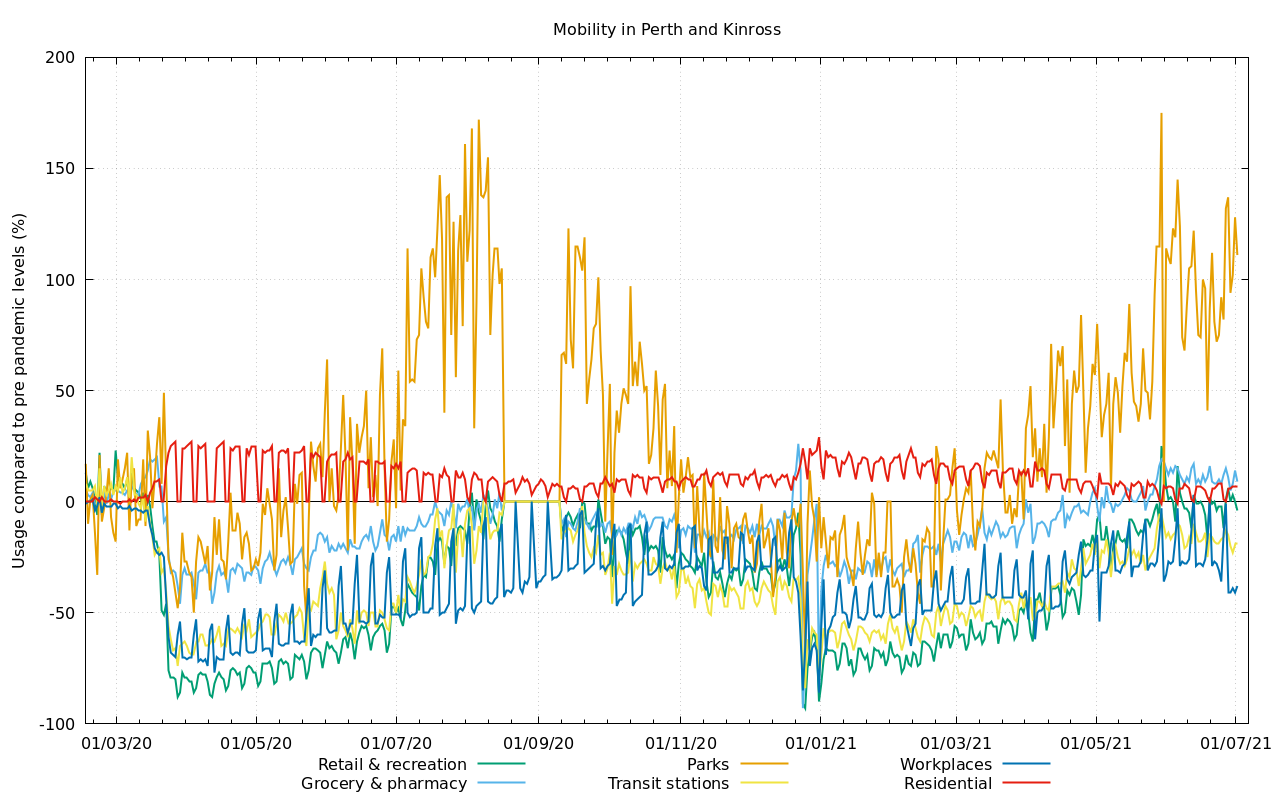 Mobility in Perth and Kinross
Usage compared to pre pandemic levels (%)
200
150
100
50
0
-50
-100
01/03/20 01/05/20 01/07/20 01/09/20 01/11/20 01/01/21 01/03/21 01/05/21 01/07/21
Retail & recreation Parks Workplaces
Grocery & pharmacy Transit stations Residential